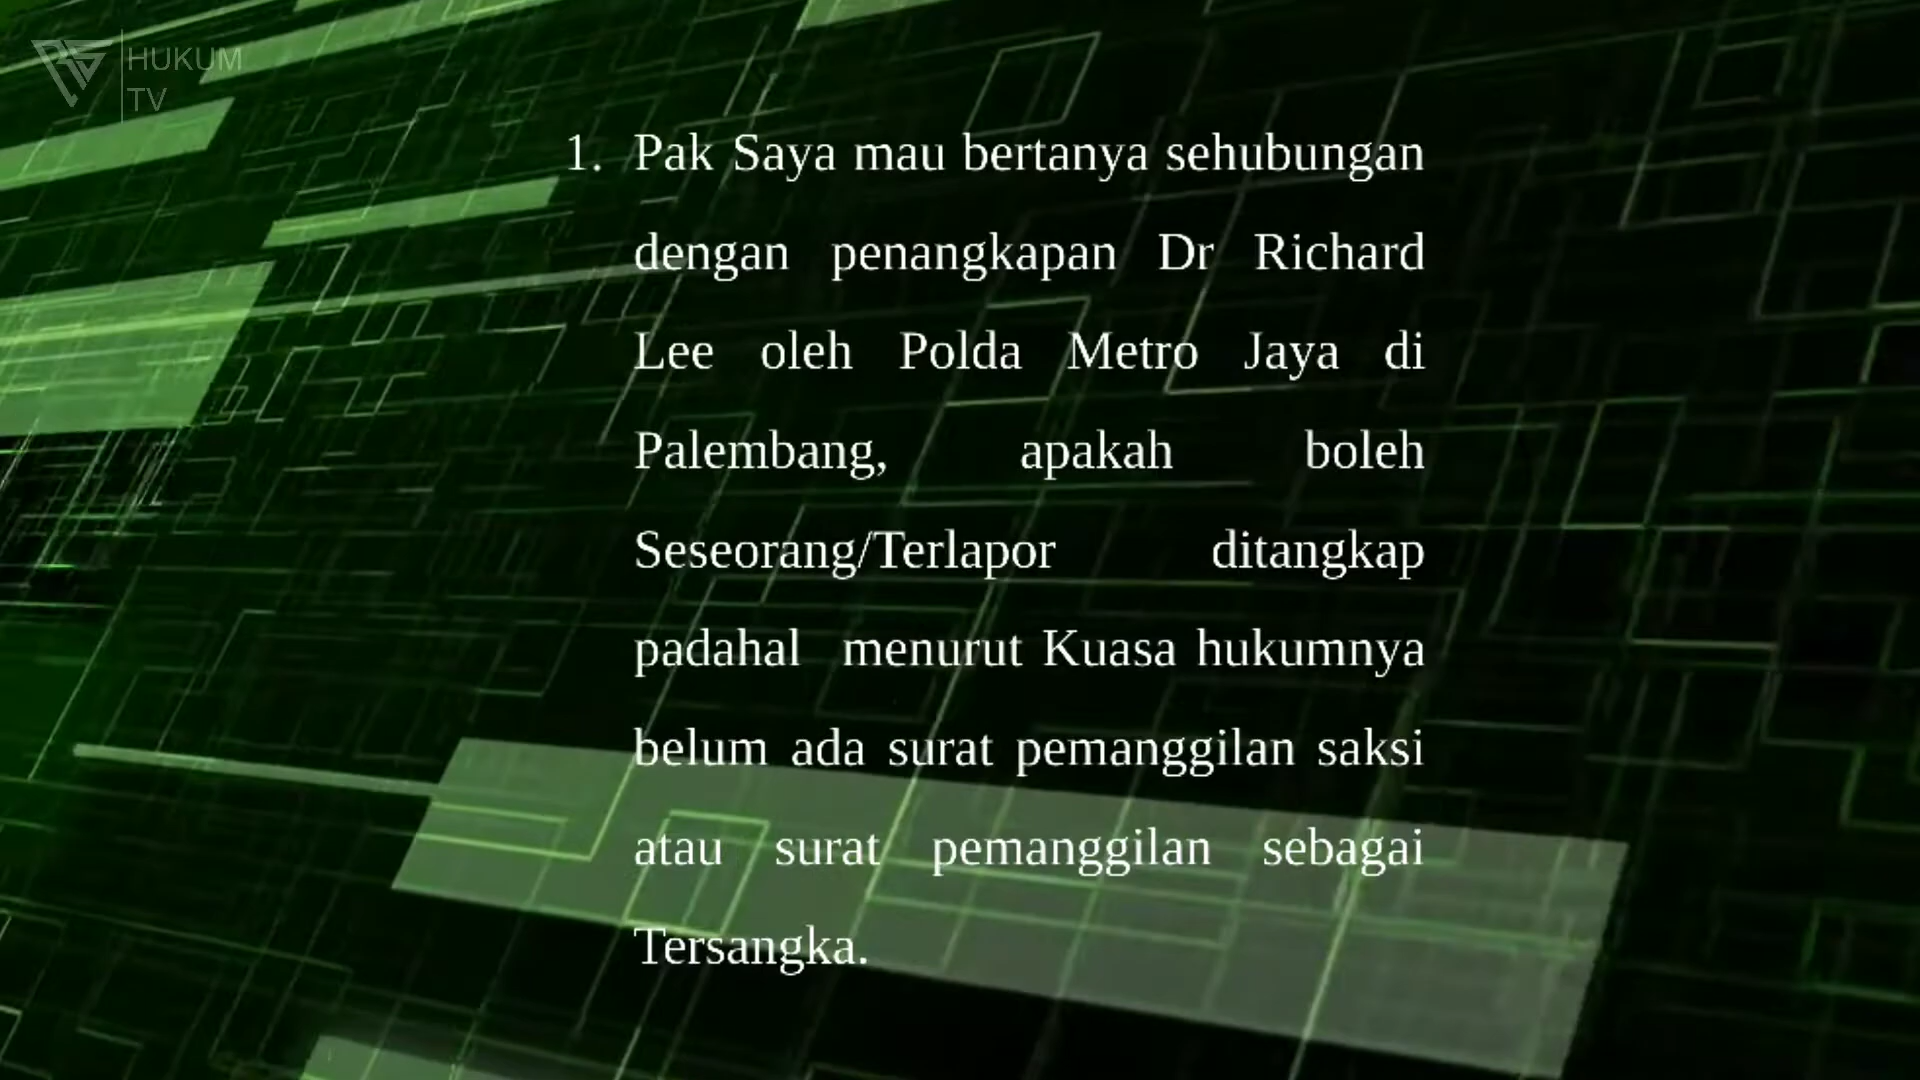 HUKUM
TV
1. Pak Saya mau bertanya sehubungan
dengan penangkapan Dr Richard
Lee oleh Polda Metro Jaya di
Palembang, apakah boleh
Seseorang/Terlapor ditangkap
padahal menurut Kuasa hukumnya
belum ada surat pemanggilan saksi
atau surat pemanggilan sebagai
Tersangka.